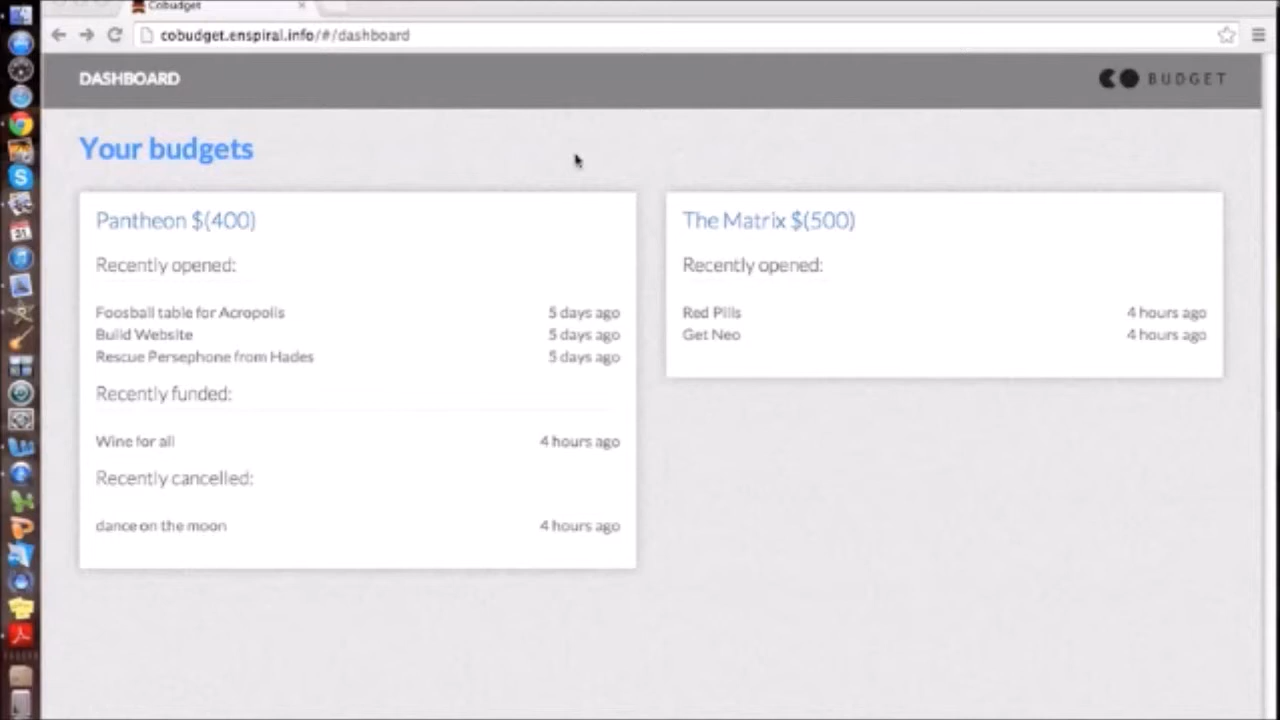 Cobudget
cobudget.enspiral.info/#/dashboard
DASHBOARD
BUDGET
Your budgets
Pantheon $(400)
Recently opened:
Foosball table for Acropolis 5 days ago
Build Website 5 days ago
Rescue Persephone from Hades 5 days ago
Recently funded:
Wine for all 4 hours ago
Recently cancelled:
dance on the moon 4 hours ago
The Matrix $(500)
Recently opened:
Red Pills 4 hours ago
Get Neo 4 hours ago